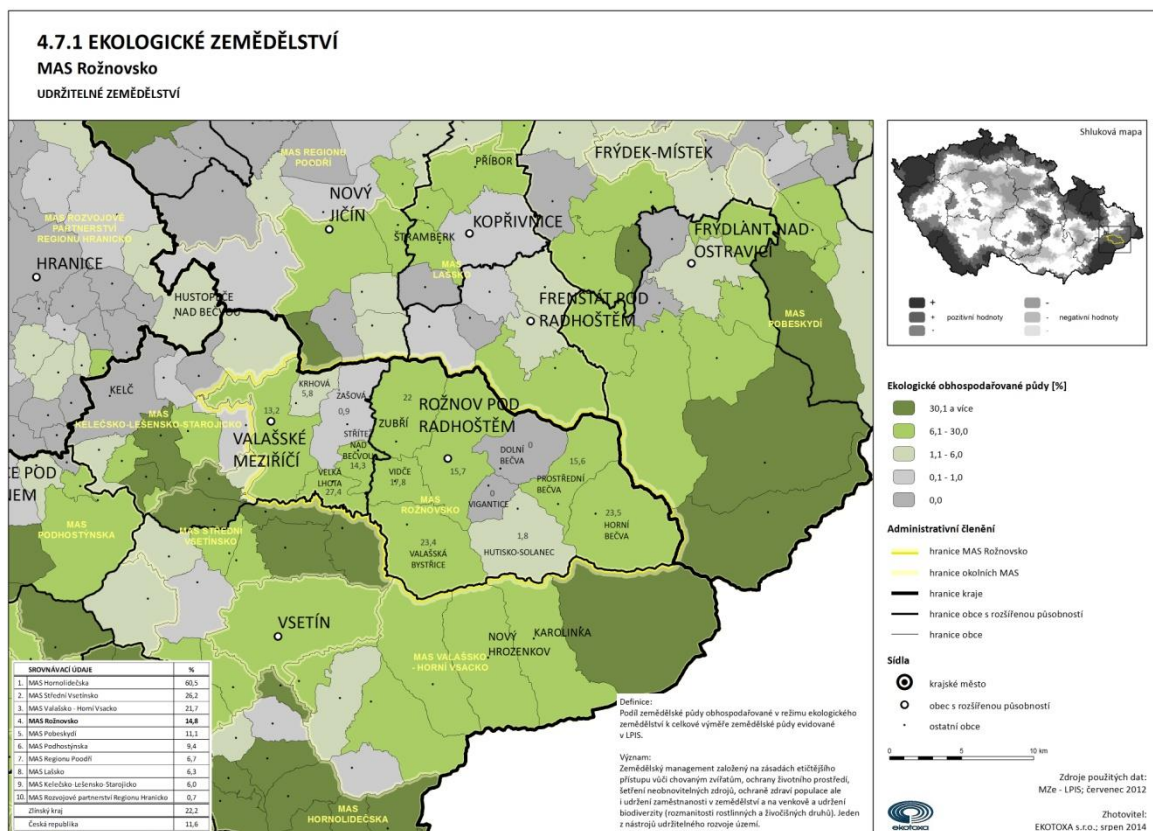 4.7.1 EKOLOGICKÉ ZEMĚDĚLSTVÍ
MAS Rožnovsko
UDRŽITELNÉ ZEMĚDĚLSTVÍ
MAS REGIONU
POODŘÍ
PŘÍBOR
FRÝDEK-MÍSTEK
NOVÝ
JIČÍN
KOPŘIVNICE
MAS ROZVOJOVÉ
PARTNERSTVÍ
REGIONU HRANICKO
HRANICE
ŠTRAMBERK
MAS
LAŠSKO
FRÝDLANT NAD
OSTRAVICÍ
HUSTOPEČE
NAD BEČVOU
FRENŠTÁT POD
RADHOŠTĚM
MAS
POBESKYDÍ
KELČ
MAS
KELEČSKO-LEŠENSKO-STAROJICKO
KRHOVÁ
5,8
ZAŠOVÁ
0,9
22
ROŽNOV POD
RADHOŠTĚM
13,2
VALAŠSKÉ
MEZIŘÍČÍ
STŘÍTEŽ
NAD
BEČVOU
14,3
ZUBŘÍ
DOLNÍ
BEČVA
0
15,6
PROSTŘEDNÍ
BEČVA
VELKÁ
LHOTA
27,4
VIDČE
17,8
15,7
0
VIGANTICE
MAS
ROŽNOVSKO
23,5
HORNÍ
BEČVA
CE POD
NEM
MAS
PODHOSTÝNSKA
MAS STŘEDNÍ
VSETÍNSKO
23,4
VALAŠSKÁ
BYSTŘICE
1,8
HUTISKO-SOLANEC
VSETÍN
MAS VALAŠSKO
- HORNÍ VSACKO
NOVÝ
HROZENKOV
KAROLINKA
MAS
HORNOLIDEČSKA
SROVNÁVACÍ ÚDAJE %
1. MAS Hornolidečska 60,5
2. MAS Střední Vsetínsko 26,2
3. MAS Valašsko - Horní Vsacko 21,7
4. MAS Rožnovsko 14,8
5. MAS Pobeskydí 11,1
6. MAS Podhostýnska 9,4
7. MAS Regionu Poodří 6,7
8. MAS Lašsko 6,3
9. MAS Kelečsko-Lešensko-Starojicko 6,0
10. MAS Rozvojové partnerství Regionu Hranicko 0,7
Zlínský kraj 22,2
Česká republika 11,6
Definice:
Podíl zemědělské půdy obhospodařované v režimu ekologického
zemědělství k celkové výměře zemědělské půdy evidované
v LPIS.
Význam:
Zemědělský management založený na zásadách etičtějšího
přístupu vůči chovaným zvířatům, ochrany životního prostředí,
šetření neobnovitelných zdrojů, ochraně zdraví populace ale
i udržení zaměstnanosti v zemědělství a na venkově a udržení
biodiverzity (rozmanitosti rostlinných a živočišných druhů). Jeden
z nástrojů udržitelného rozvoje území.
Shluková mapa
+ -
+ pozitivní hodnoty - negativní hodnoty
- -
Ekologické obhospodařované půdy [%]
30,1 a více
6,1 - 30,0
1,1 - 6,0
0,1 - 1,0
0,0
Administrativní členění
hranice MAS Rožnovsko
hranice okolních MAS
hranice kraje
hranice obce s rozšířenou působností
hranice obce
Sídla
krajské město
obec s rozšířenou působností
ostatní obce
0 5 10 km
Zdroje použitých dat:
MZe - LPIS; červenec 2012
Zhotovitel:
EKOTOXA s.r.o.; srpen 2014
ekotoxa